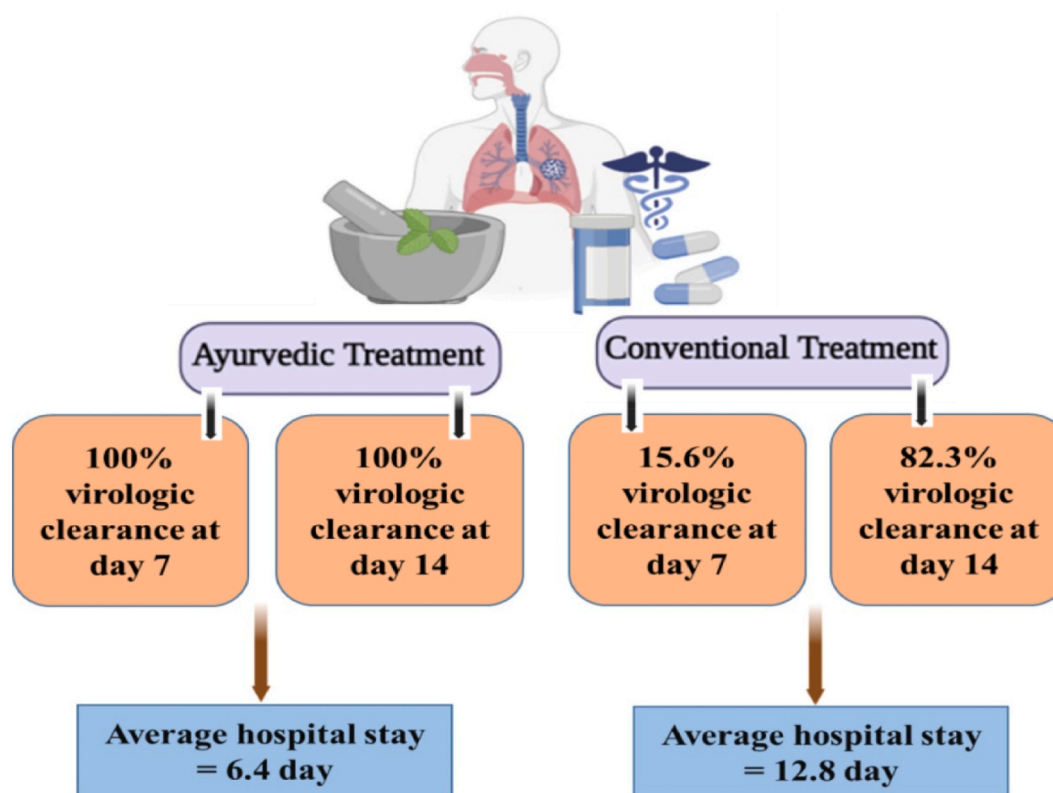 Ayurvedic Treatment
Conventional Treatment
100%
virologic
clearance at
day 7
100%
virologic
clearance at
day 14
15.6%
virologic
clearance at
day 7
82.3%
virologic
clearance at
day 14
Average hospital stay
= 6.4 day
Average hospital stay
= 12.8 day